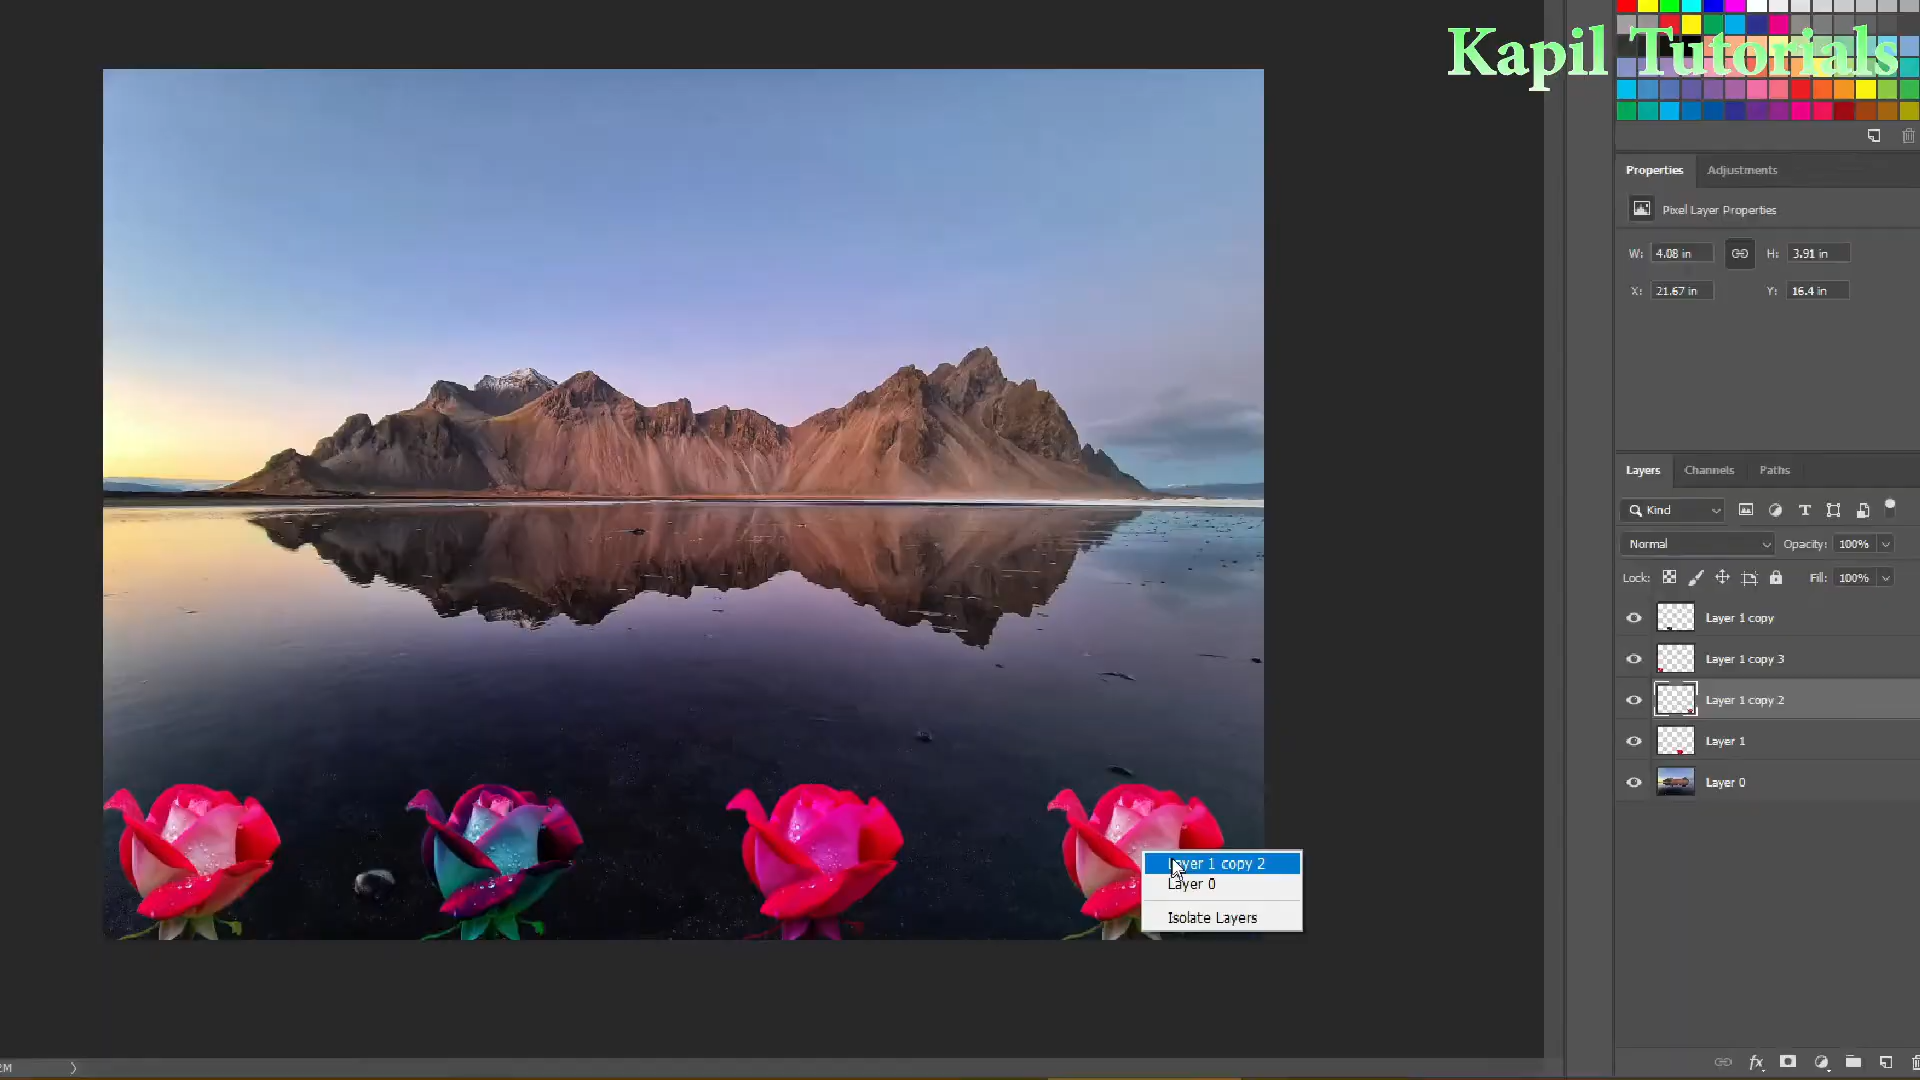 Kapil Tutorials
Properties
Adjustments
Pixel Layer Properties
W: 4.08 in
H: 3.91 in
X: 21.67 in
Y: 16.4 in
Layers
Channels
Paths
Kind
Normal
Opacity: 100%
Lock:
Fill: 100%
Layer 1 copy
Layer 1 copy 3
Layer 1 copy 2
Layer 1
Layer 0
Layer 1 copy 2
Layer 0
Isolate Layers
fx